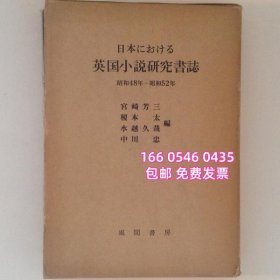 日本における
英国小説研究書誌
昭和48年—昭和52年
宮崎芳三
榎本太
水越久哉
中川忠
編
166 0546 0435
包邮 免费发票
風間書房